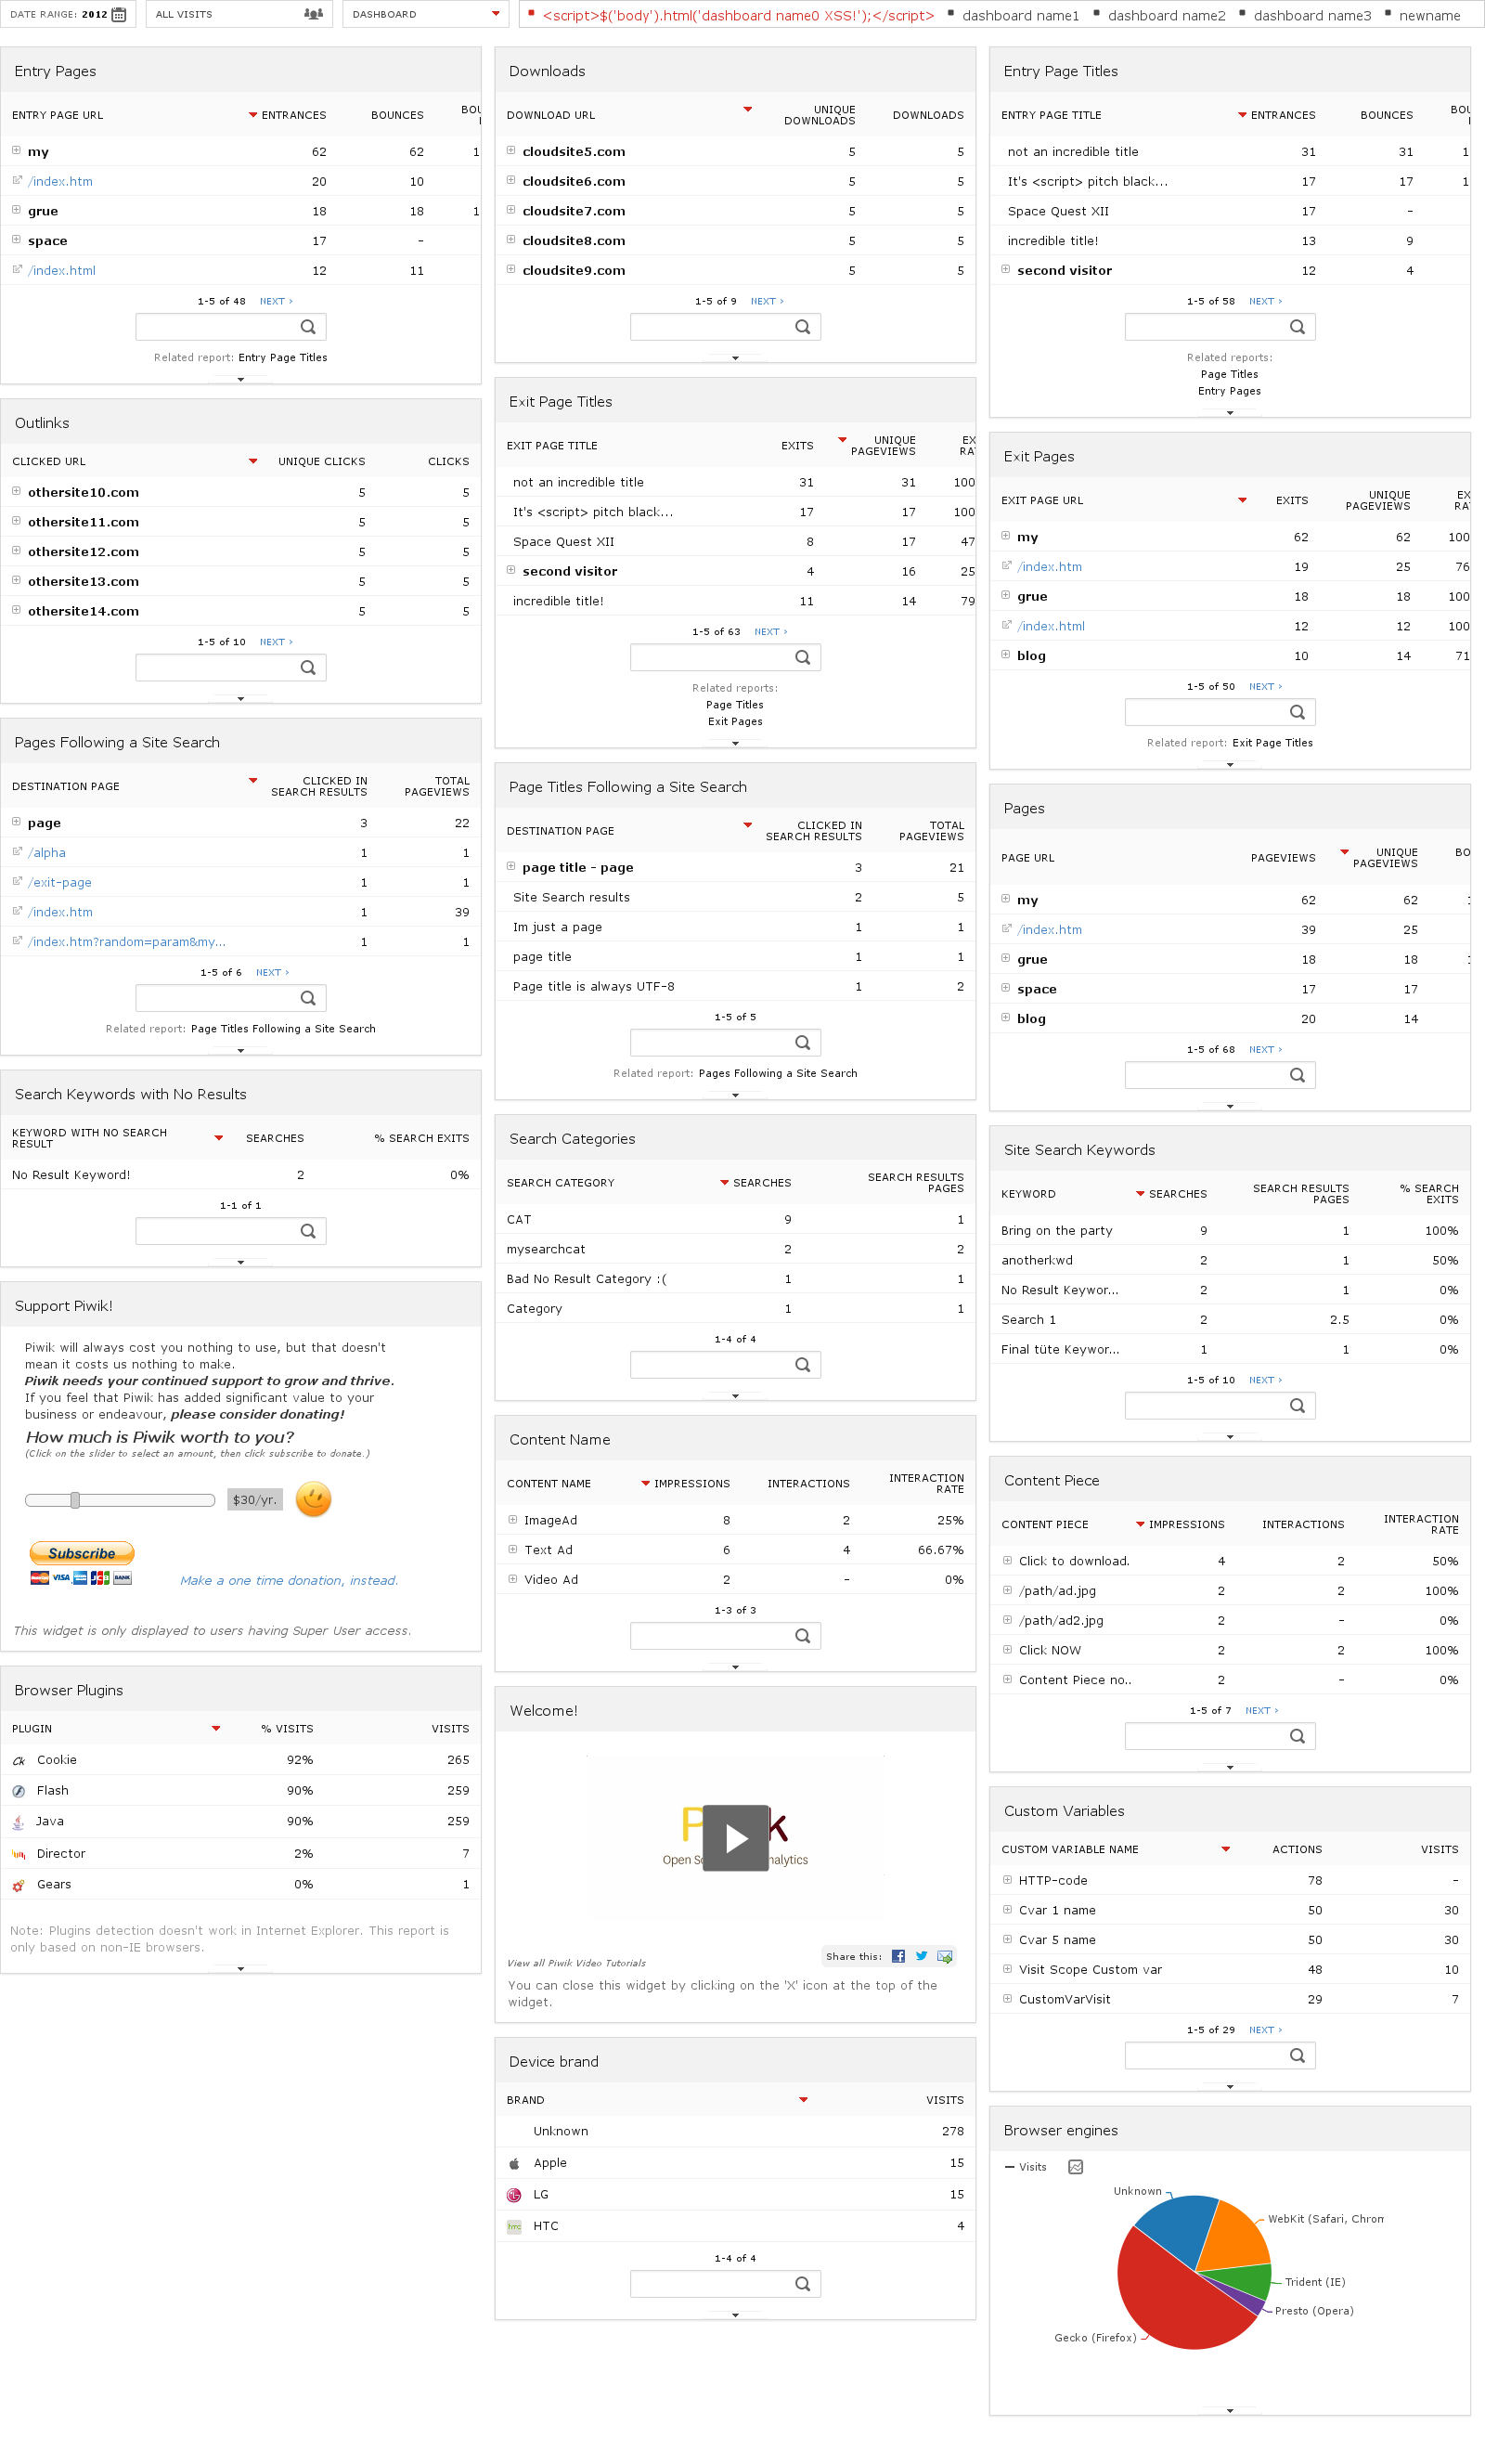 DATE RANGE: 2012
ALL VISITS
DASHBOARD
<script>$('body').html('dashboard name0 XSS!');</script>
dashboard name1
dashboard name2
dashboard name3
newname
Entry Pages
ENTRY PAGE URL ENTRANCES BOUNCES
my 62 62
/index.htm 20 10
grue 18 18
space 17 -
/index.html 12 11
1-5 of 48 NEXT ›
Related report: Entry Page Titles
Outlinks
CLICKED URL UNIQUE CLICKS CLICKS
othersite10.com 5 5
othersite11.com 5 5
othersite12.com 5 5
othersite13.com 5 5
othersite14.com 5 5
1-5 of 10 NEXT ›
Pages Following a Site Search
DESTINATION PAGE CLICKED IN SEARCH RESULTS TOTAL PAGEVIEWS
page 3 22
/alpha 1 1
/exit-page 1 1
/index.htm 1 39
/index.htm?random=param&my... 1 1
1-5 of 6 NEXT ›
Related report: Page Titles Following a Site Search
Search Keywords with No Results
KEYWORD WITH NO SEARCH RESULT SEARCHES % SEARCH EXITS
No Result Keyword! 2 0%
1-1 of 1
Support Piwik!
Piwik will always cost you nothing to use, but that doesn't
mean it costs us nothing to make.
Piwik needs your continued support to grow and thrive.
If you feel that Piwik has added significant value to your
business or endeavour, please consider donating!
How much is Piwik worth to you?
(Click on the slider to select an amount, then click subscribe to donate.)
$30/yr.
Subscribe
VISA
JCB
BANK
Make a one time donation, instead.
This widget is only displayed to users having Super User access.
Browser Plugins
PLUGIN % VISITS VISITS
Cookie 92% 265
Flash 90% 259
Java 90% 259
Director 2% 7
Gears 0% 1
Note: Plugins detection doesn't work in Internet Explorer. This report is
only based on non-IE browsers.
Downloads
DOWNLOAD URL UNIQUE DOWNLOADS DOWNLOADS
cloudsite5.com 5 5
cloudsite6.com 5 5
cloudsite7.com 5 5
cloudsite8.com 5 5
cloudsite9.com 5 5
1-5 of 9 NEXT ›
Exit Page Titles
EXIT PAGE TITLE EXITS UNIQUE PAGEVIEWS
not an incredible title 31 31 100
It's <script> pitch black... 17 17 100
Space Quest XII 8 17 47
second visitor 4 16 25
incredible title! 11 14 79
1-5 of 63 NEXT ›
Related reports:
Page Titles
Exit Pages
Page Titles Following a Site Search
DESTINATION PAGE CLICKED IN SEARCH RESULTS TOTAL PAGEVIEWS
page title - page 3 21
Site Search results 2 5
Im just a page 1 1
page title 1 1
Page title is always UTF-8 1 2
1-5 of 5
Related report: Pages Following a Site Search
Search Categories
SEARCH CATEGORY SEARCHES SEARCH RESULTS PAGES
CAT 9 1
mysearchcat 2 2
Bad No Result Category :( 1 1
Category 1 1
1-4 of 4
Content Name
CONTENT NAME IMPRESSIONS INTERACTIONS INTERACTION RATE
ImageAd 8 2 25%
Text Ad 6 4 66.67%
Video Ad 2 - 0%
1-3 of 3
Welcome!
View all Piwik Video Tutorials
Share this:
You can close this widget by clicking on the 'X' icon at the top of the
widget.
Device brand
BRAND VISITS
Unknown 278
Apple 15
LG 15
HTC 4
1-4 of 4
Entry Page Titles
ENTRY PAGE TITLE ENTRANCES BOUNCES
not an incredible title 31 31
It's <script> pitch black... 17 17
Space Quest XII 17 -
incredible title! 13 9
second visitor 12 4
1-5 of 58 NEXT ›
Related reports:
Page Titles
Entry Pages
Exit Pages
EXIT PAGE URL EXITS UNIQUE PAGEVIEWS
my 62 62 100
/index.htm 19 25 76
grue 18 18 100
/index.html 12 12 100
blog 10 14 71
1-5 of 50 NEXT ›
Related report: Exit Page Titles
Pages
PAGE URL PAGEVIEWS UNIQUE PAGEVIEWS
my 62 62
/index.htm 39 25
grue 18 18
space 17 17
blog 20 14
1-5 of 68 NEXT ›
Site Search Keywords
KEYWORD SEARCHES SEARCH RESULTS PAGES % SEARCH EXITS
Bring on the party 9 1 100%
anotherkwd 2 1 50%
No Result Keywor... 2 1 0%
Search 1 2 2.5 0%
Final tüte Keywor... 1 1 0%
1-5 of 10 NEXT ›
Content Piece
CONTENT PIECE IMPRESSIONS INTERACTIONS INTERACTION RATE
Click to download. 4 2 50%
/path/ad.jpg 2 2 100%
/path/ad2.jpg 2 - 0%
Click NOW 2 2 100%
Content Piece no.. 2 - 0%
1-5 of 7 NEXT ›
Custom Variables
CUSTOM VARIABLE NAME ACTIONS VISITS
HTTP-code 78 -
Cvar 1 name 50 30
Cvar 5 name 50 30
Visit Scope Custom var 48 10
CustomVarVisit 29 7
1-5 of 29 NEXT ›
Browser engines
Visits
Unknown
WebKit (Safari, Chrom
Trident (IE)
Presto (Opera)
Gecko (Firefox)